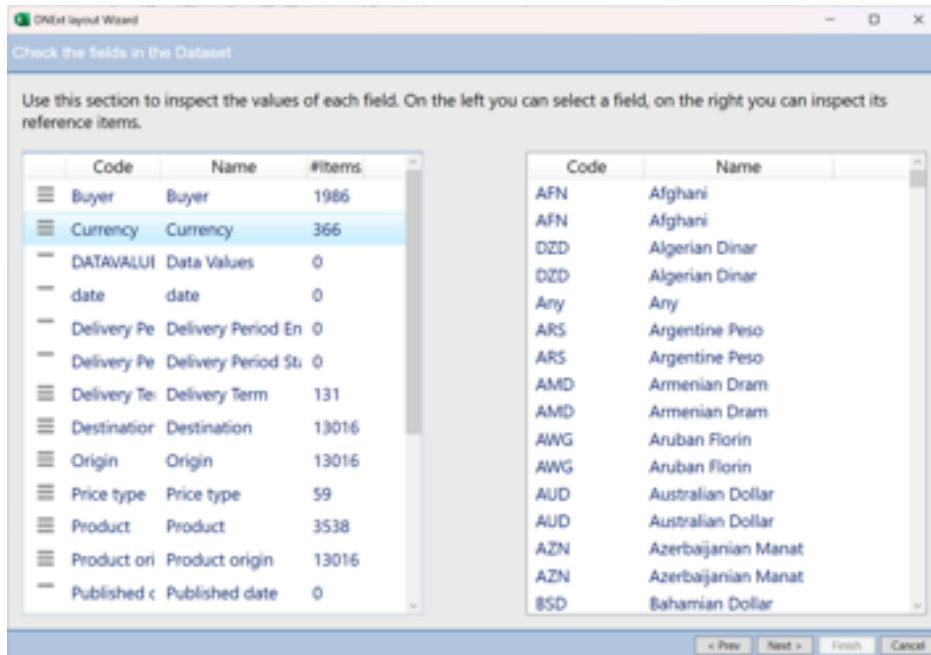 DNExt layout Wizard
Check the fields in the Dataset
Use this section to inspect the values of each field. On the left you can select a field, on the right you can inspect its
reference items.
Code Name #Items
Buyer Buyer 1986
Currency Currency 366
DATAVALUE Data Values 0
date date 0
Delivery Pe Delivery Period En 0
Delivery Pe Delivery Period Sta 0
Delivery Te Delivery Term 131
Destination Destination 13016
Origin Origin 13016
Price type Price type 59
Product Product 3538
Product ori Product origin 13016
Published d Published date 0
Code Name
AFN Afghani
AFN Afghani
DZD Algerian Dinar
DZD Algerian Dinar
Any Any
ARS Argentine Peso
ARS Argentine Peso
AMD Armenian Dram
AMD Armenian Dram
AWG Aruban Florin
AWG Aruban Florin
AUD Australian Dollar
AUD Australian Dollar
AZN Azerbaijanian Manat
AZN Azerbaijanian Manat
BSD Bahamian Dollar
< Prev Next > Finish Cancel